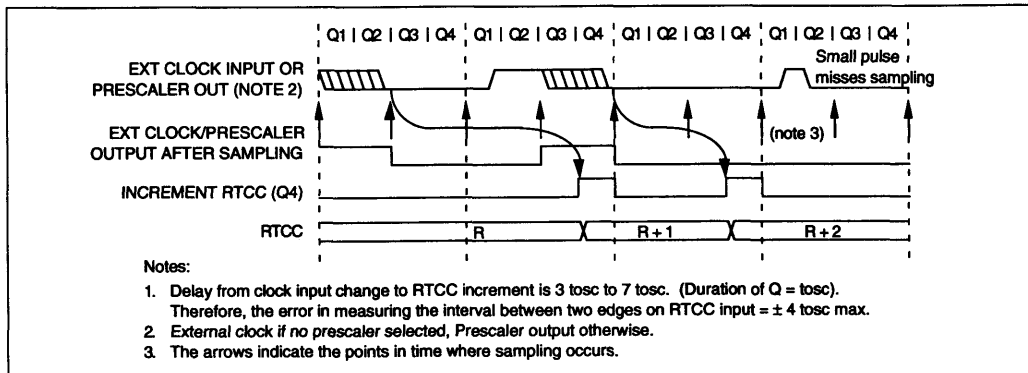 Q1 | Q2 | Q3 | Q4 Q1 | Q2 | Q3 | Q4 Q1 | Q2 | Q3 | Q4 Q1 | Q2 | Q3 | Q4
EXT CLOCK INPUT OR
PRESCALER OUT (NOTE 2)
Small pulse
misses sampling
EXT CLOCK/PRESCALER
OUTPUT AFTER SAMPLING
(note 3)
INCREMENT RTCC (Q4)
RTCC R R + 1 R + 2
Notes:
1. Delay from clock input change to RTCC increment is 3 tosc to 7 tosc. (Duration of Q = tosc).
Therefore, the error in measuring the interval between two edges on RTCC input = ± 4 tosc max.
2. External clock if no prescaler selected, Prescaler output otherwise.
3. The arrows indicate the points in time where sampling occurs.